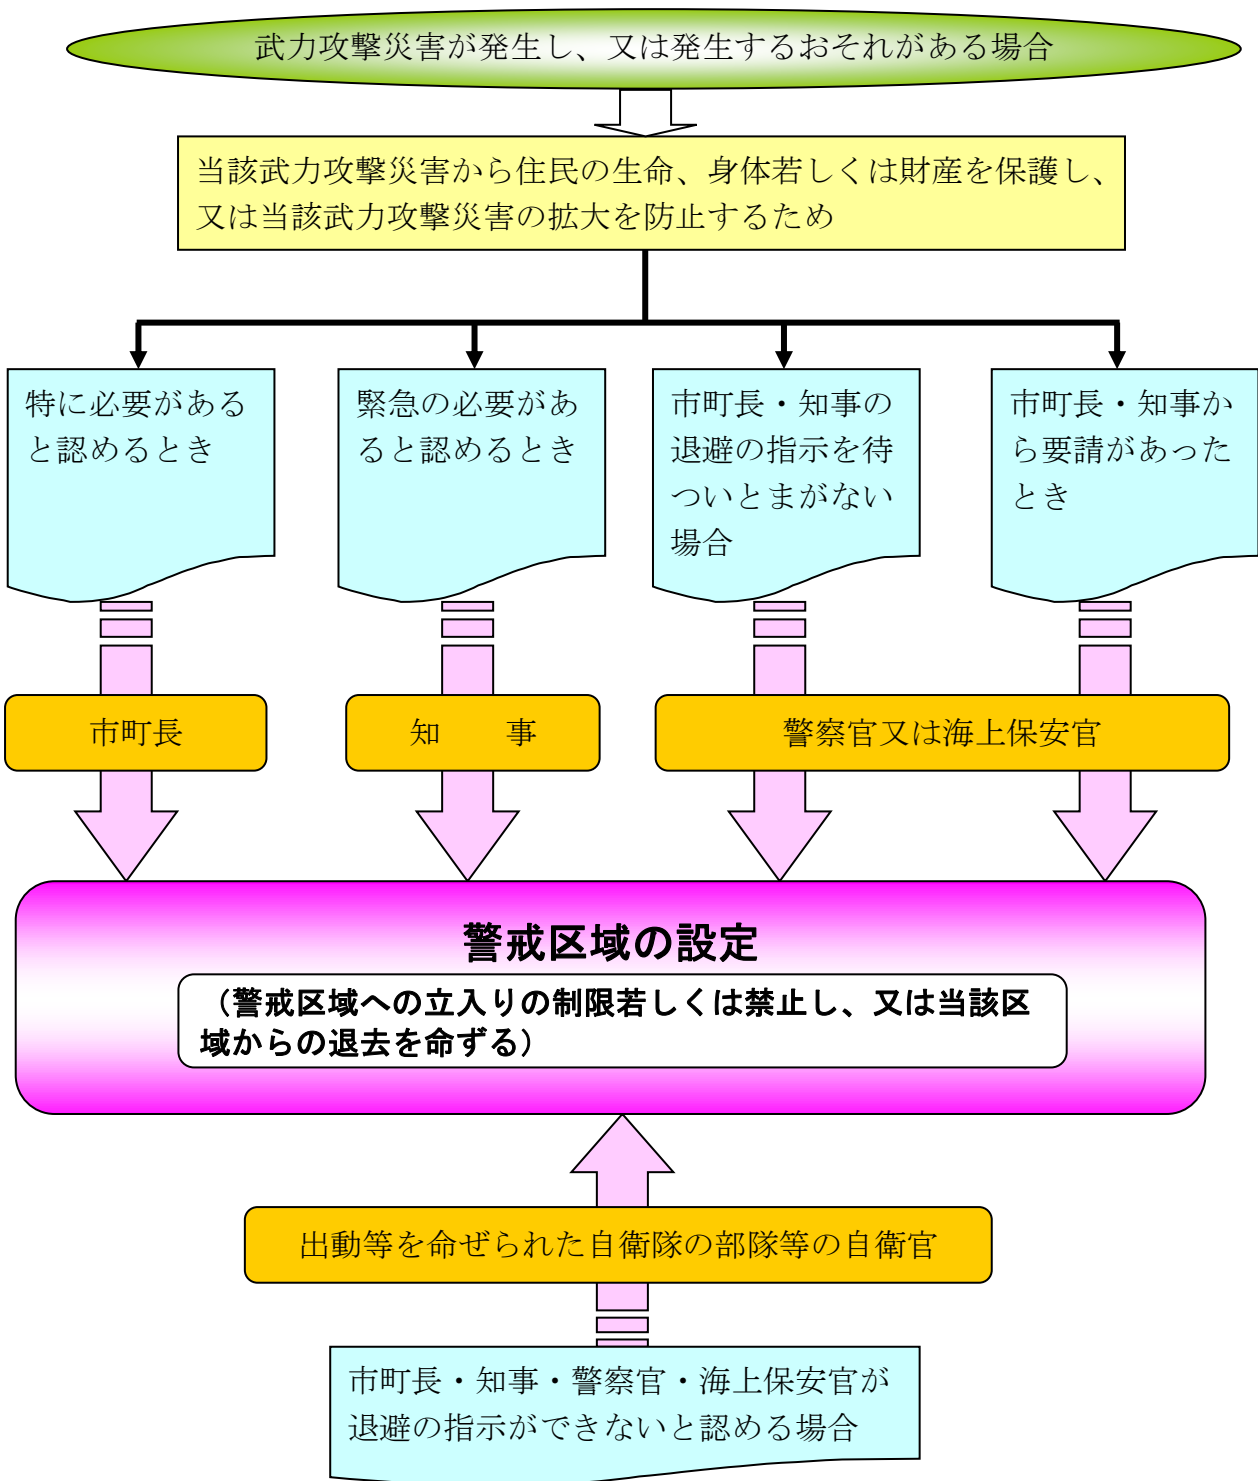 武力攻撃災害が発生し、又は発生するおそれがある場合
当該武力攻撃災害から住民の生命、身体若しくは財産を保護し、
又は当該武力攻撃災害の拡大を防止するため
特に必要がある
と認めるとき
緊急の必要があ
ると認めるとき
市町長・知事の
退避の指示を待
ついとまがない
場合
市町長・知事か
ら要請があった
とき
市町長
知　　事
警察官又は海上保安官
警戒区域の設定
（警戒区域への立入りの制限若しくは禁止し、又は当該区
域からの退去を命ずる）
出動等を命ぜられた自衛隊の部隊等の自衛官
市町長・知事・警察官・海上保安官が
退避の指示ができないと認める場合